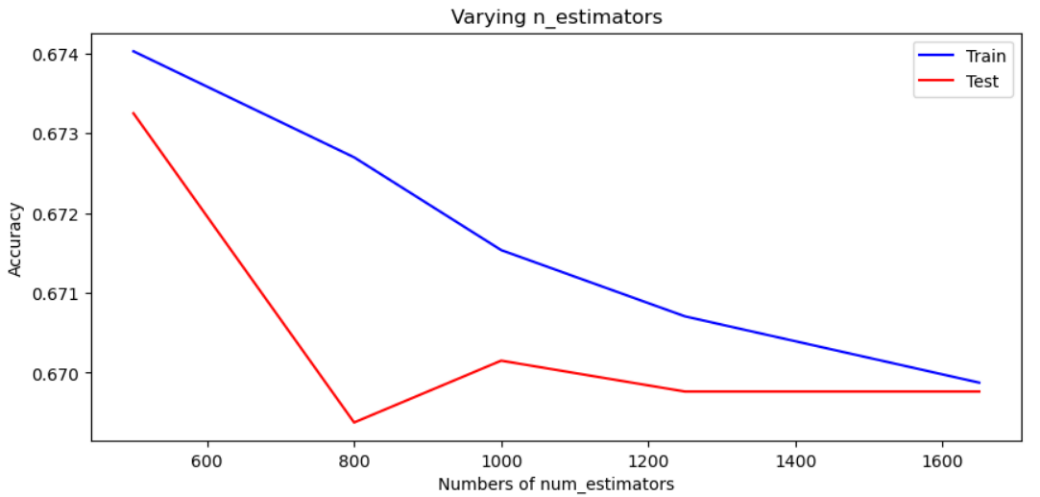 Varying n_estimators
Train
Test
0.674
0.673
0.672
0.671
0.670
Accuracy
600 800 1000 1200 1400 1600
Numbers of num_estimators